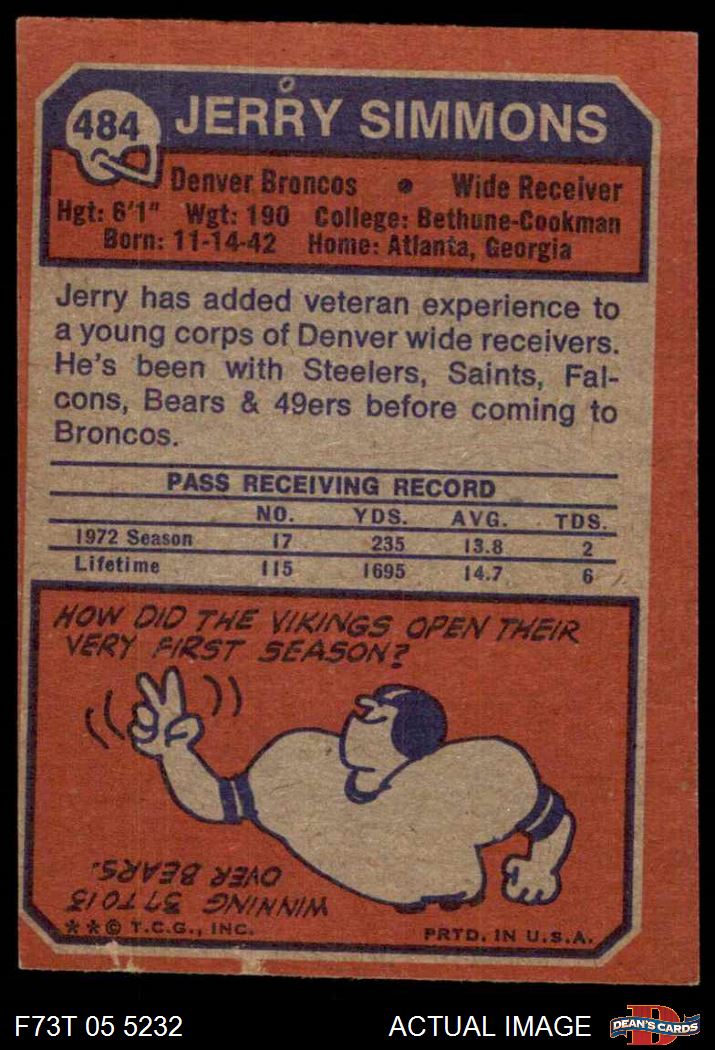 484 JERRY SIMMONS
Denver Broncos • Wide Receiver
Hgt: 6'1" Wgt: 190 College: Bethune-Cookman
Born: 11-14-42 Home: Atlanta, Georgia
Jerry has added veteran experience to
a young corps of Denver wide receivers.
He's been with Steelers, Saints, Fal-
cons, Bears & 49ers before coming to
Broncos.
PASS RECEIVING RECORD
NO. YDS. AVG. TDS.
1972 Season 17 235 13.8 2
Lifetime 115 1695 14.7 6
HOW DID THE VIKINGS OPEN THEIR
VERY FIRST SEASON?
WINNING 37 TO 13
OVER BEARS.
**© T.C.G., INC. PRTD. IN U.S.A.
F73T 05 5232 ACTUAL IMAGE DEAN'S CARDS